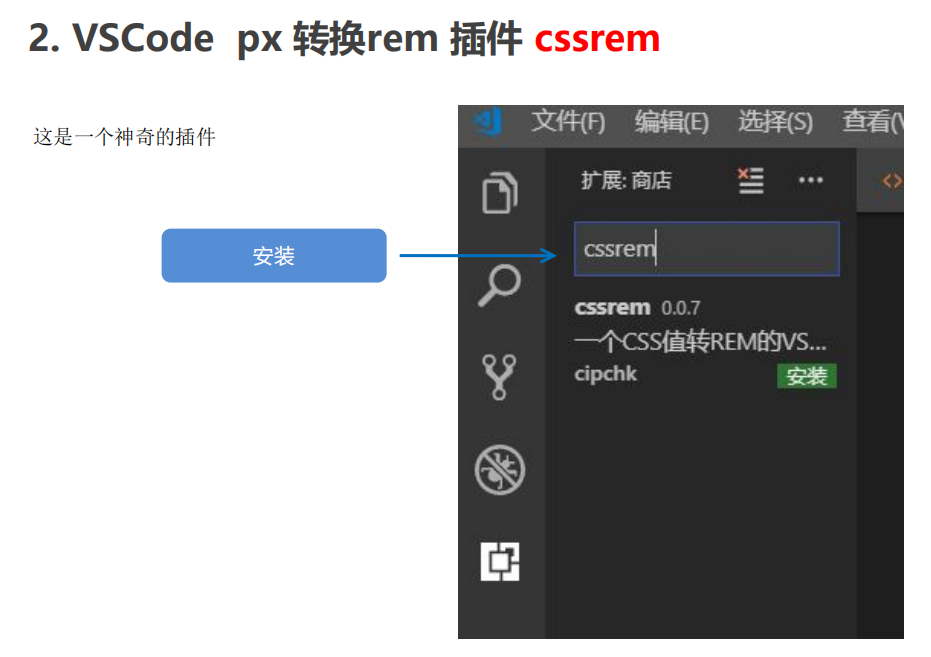 2. VSCode px 转换rem 插件 cssrem
这是一个神奇的插件
安装
文件(F) 编辑(E) 选择(S) 查看(V
扩展: 商店
cssrem
cssrem 0.0.7
一个CSS值转REM的VS...
cipchk 安装